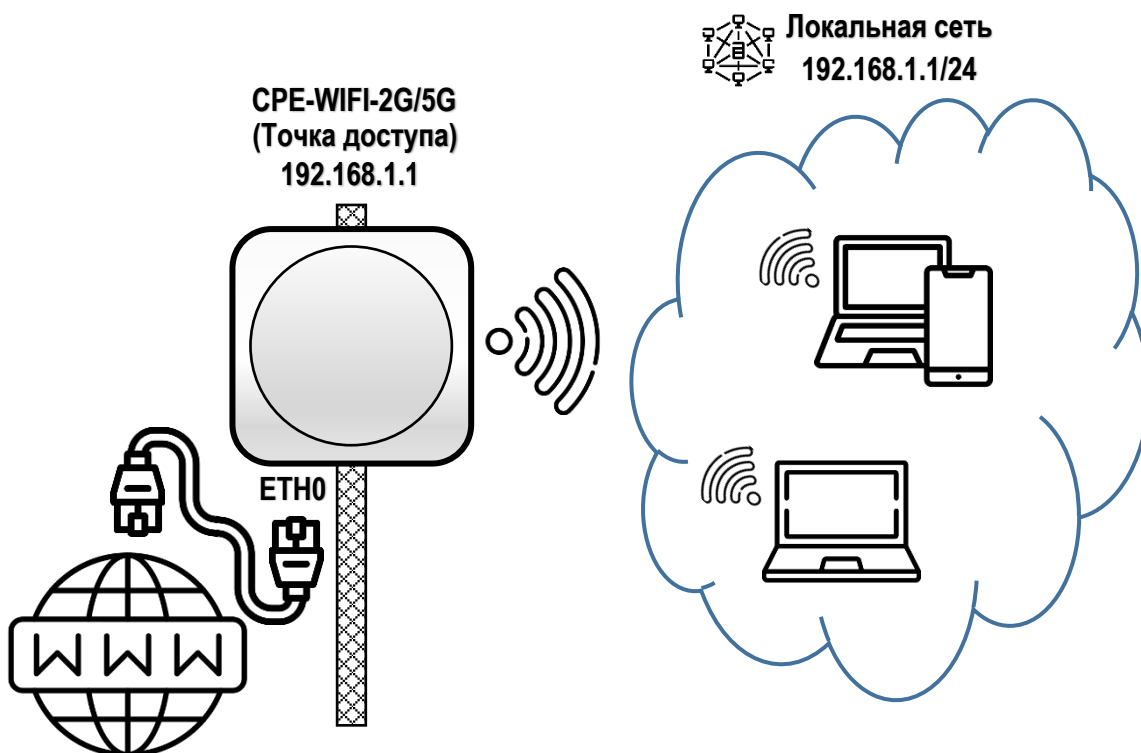 Локальная сеть
192.168.1.1/24
CPE-WIFI-2G/5G
(Точка доступа)
192.168.1.1
ETH0
WWW